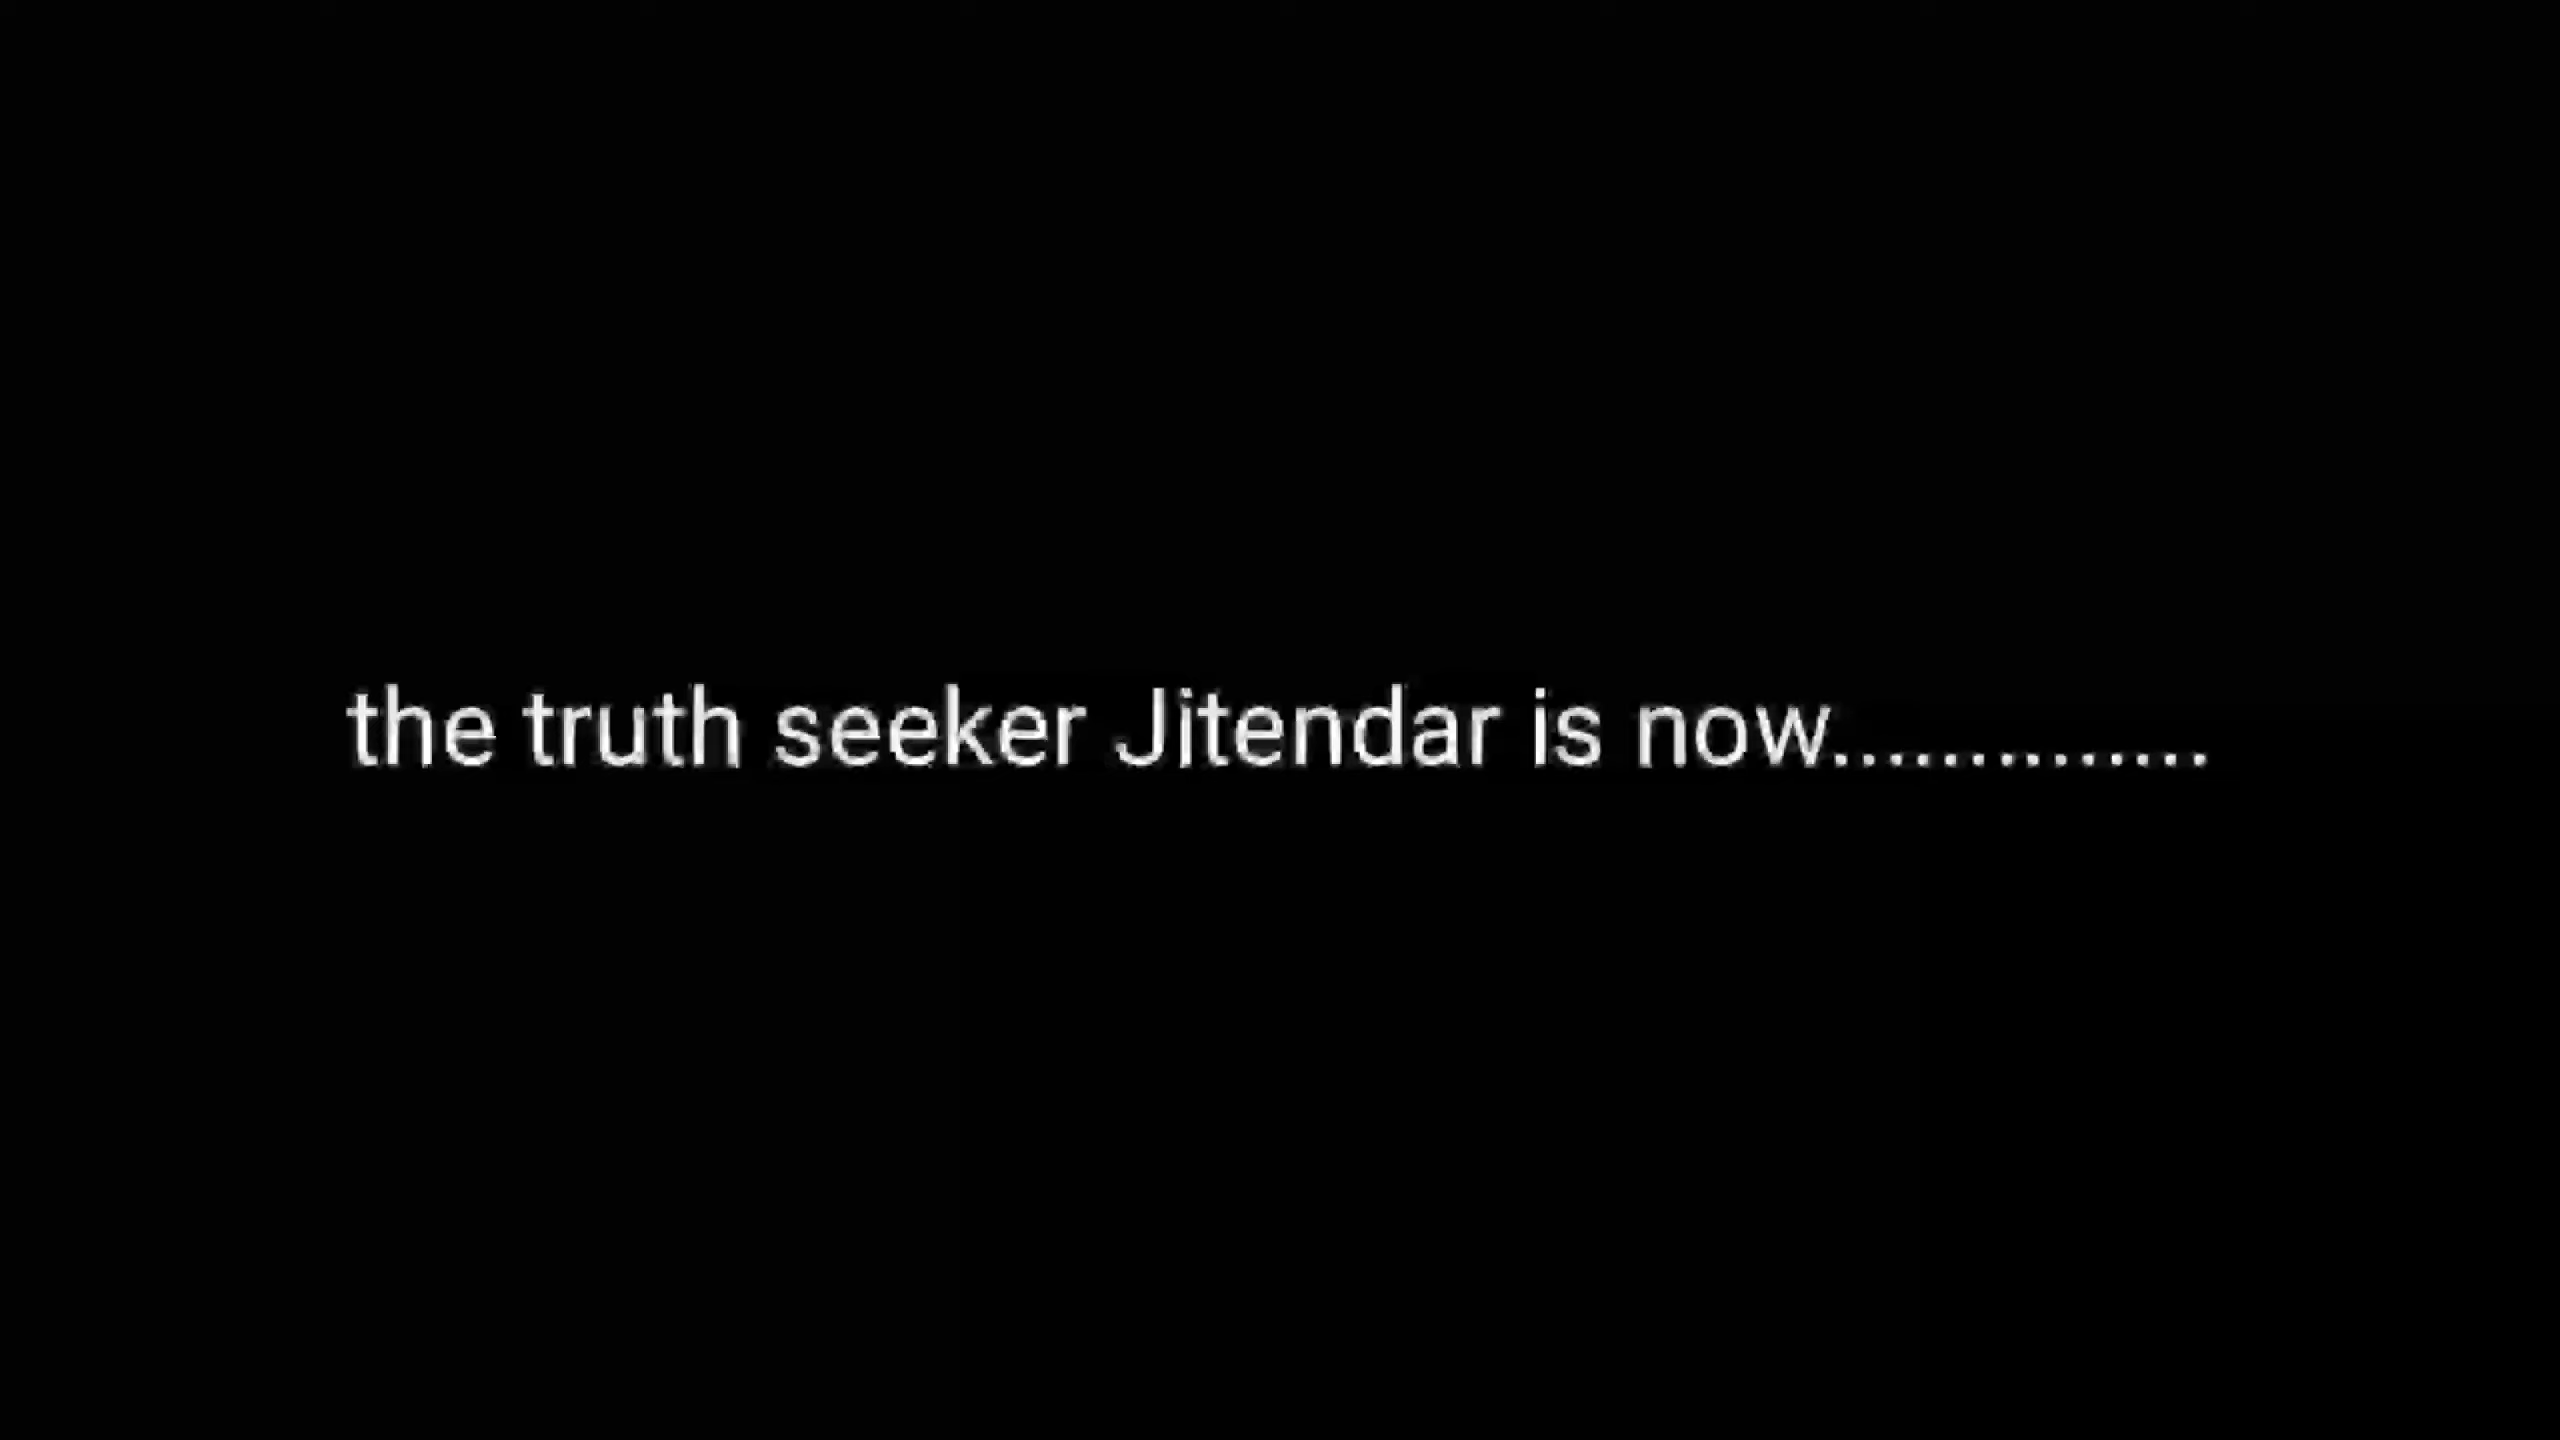 the truth seeker Jitendar is now..............